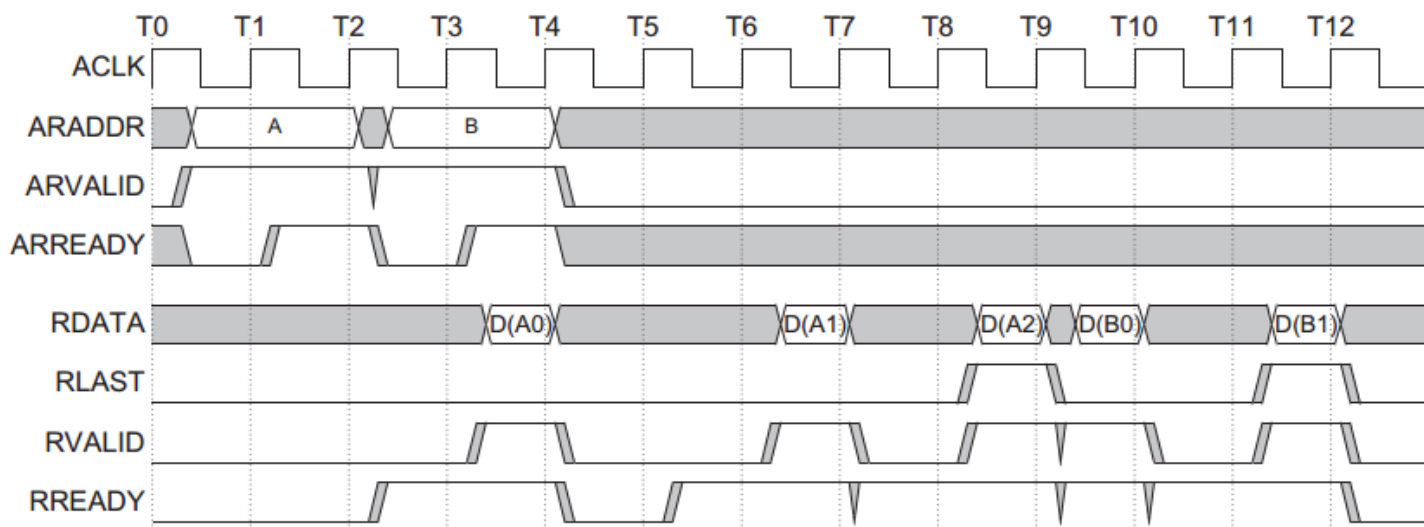 T0 T1 T2 T3 T4 T5 T6 T7 T8 T9 T10 T11 T12
ACLK
ARADDR A B
ARVALID
ARREADY
RDATA D(A0) D(A1) D(A2) D(B0) D(B1)
RLAST
RVALID
RREADY